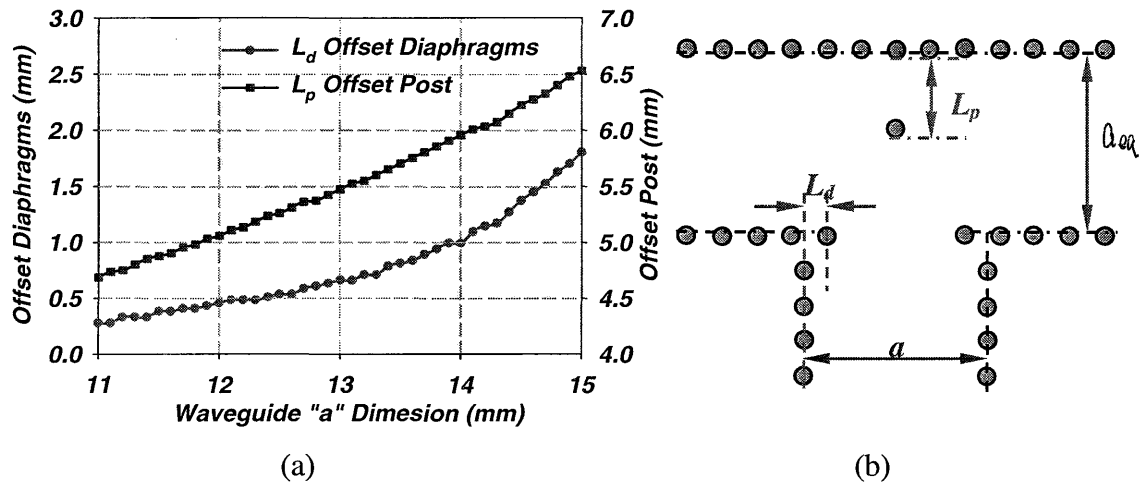 3.0
2.5
2.0
1.5
1.0
0.5
0.0
Offset Diaphragms (mm)
L_d Offset Diaphragms
L_p Offset Post
7.0
6.5
6.0
5.5
5.0
4.5
4.0
Offset Post (mm)
11 12 13 14 15
Waveguide "a" Dimesion (mm)
(a)
L_p
a_eq
L_d
a
(b)